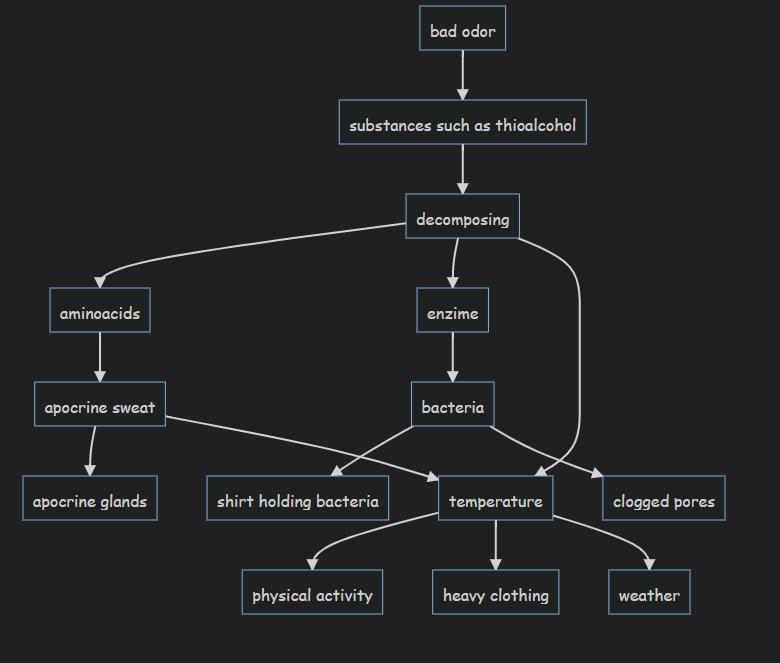 bad odor
substances such as thioalcohol
decomposing
aminoacids
enzime
apocrine sweat
bacteria
apocrine glands
shirt holding bacteria
temperature
clogged pores
physical activity
heavy clothing
weather